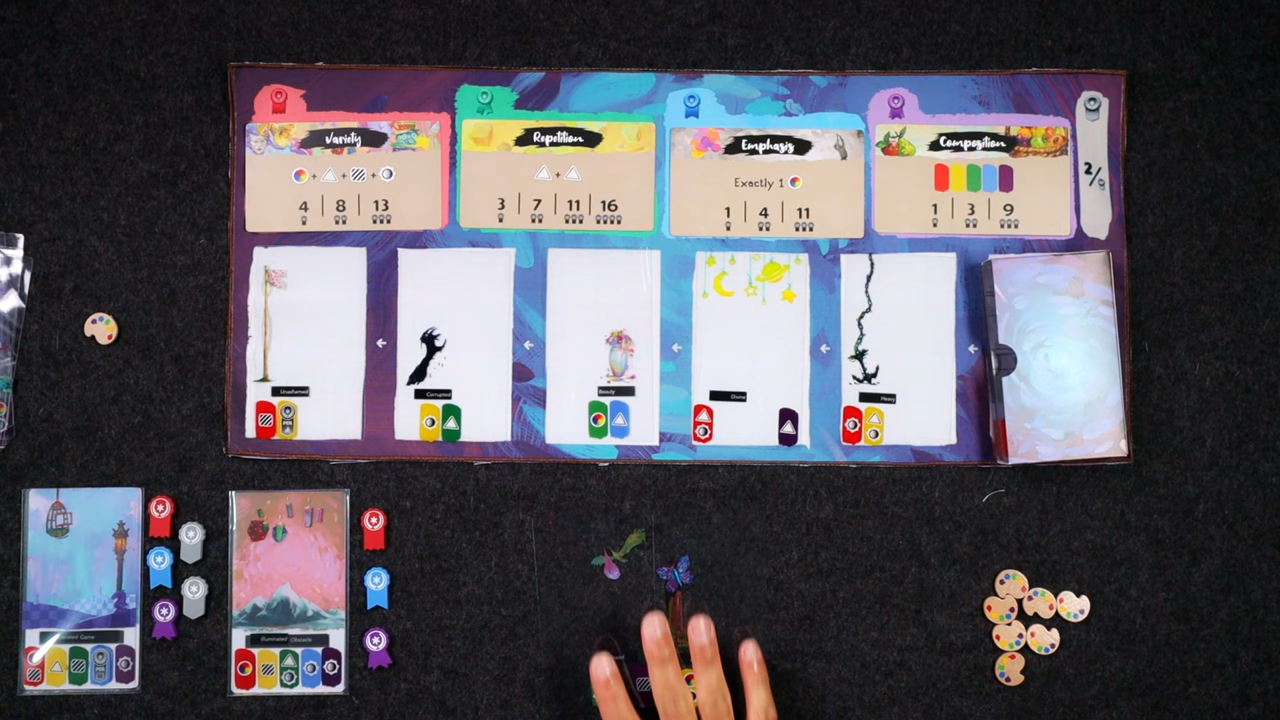 Variety
4 | 8 | 13
Repetition
3 | 7 | 11 | 16
Emphasis
Exactly 1
1 | 4 | 11
Composition
1 | 3 | 9
2/
Unashamed
Corrupted
Beauty
Divine
Heavy
Game
Illuminated Obstacle